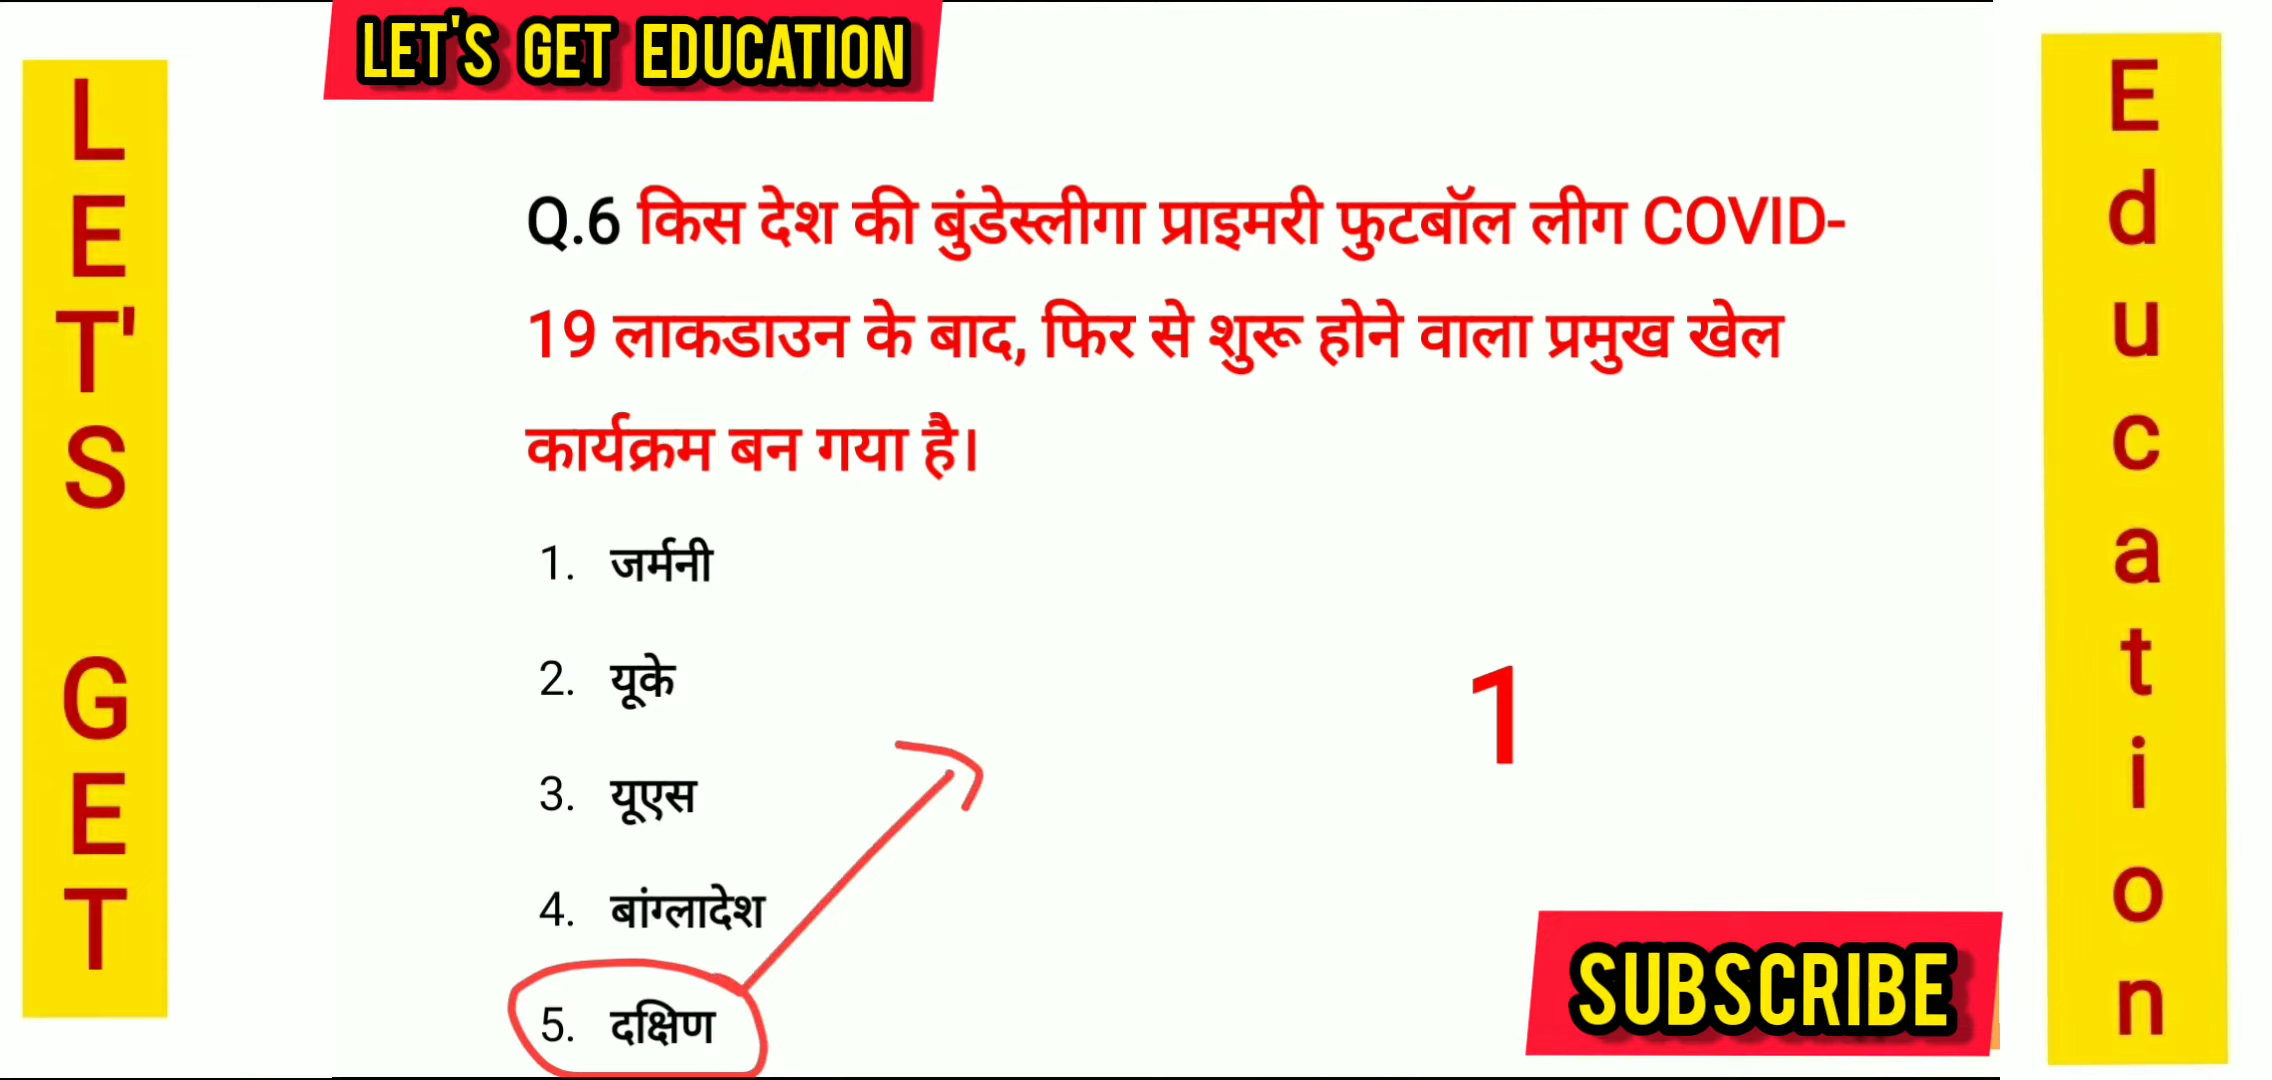 LET'S GET EDUCATION
LET'S GET
Q.6 किस देश की बुंडेस्लीगा प्राइमरी फुटबॉल लीग COVID-
19 लाकडाउन के बाद, फिर से शुरू होने वाला प्रमुख खेल
कार्यक्रम बन गया है।
1. जर्मनी
2. यूके
3. यूएस
4. बांग्लादेश
5. दक्षिण
1
SUBSCRIBE
Education